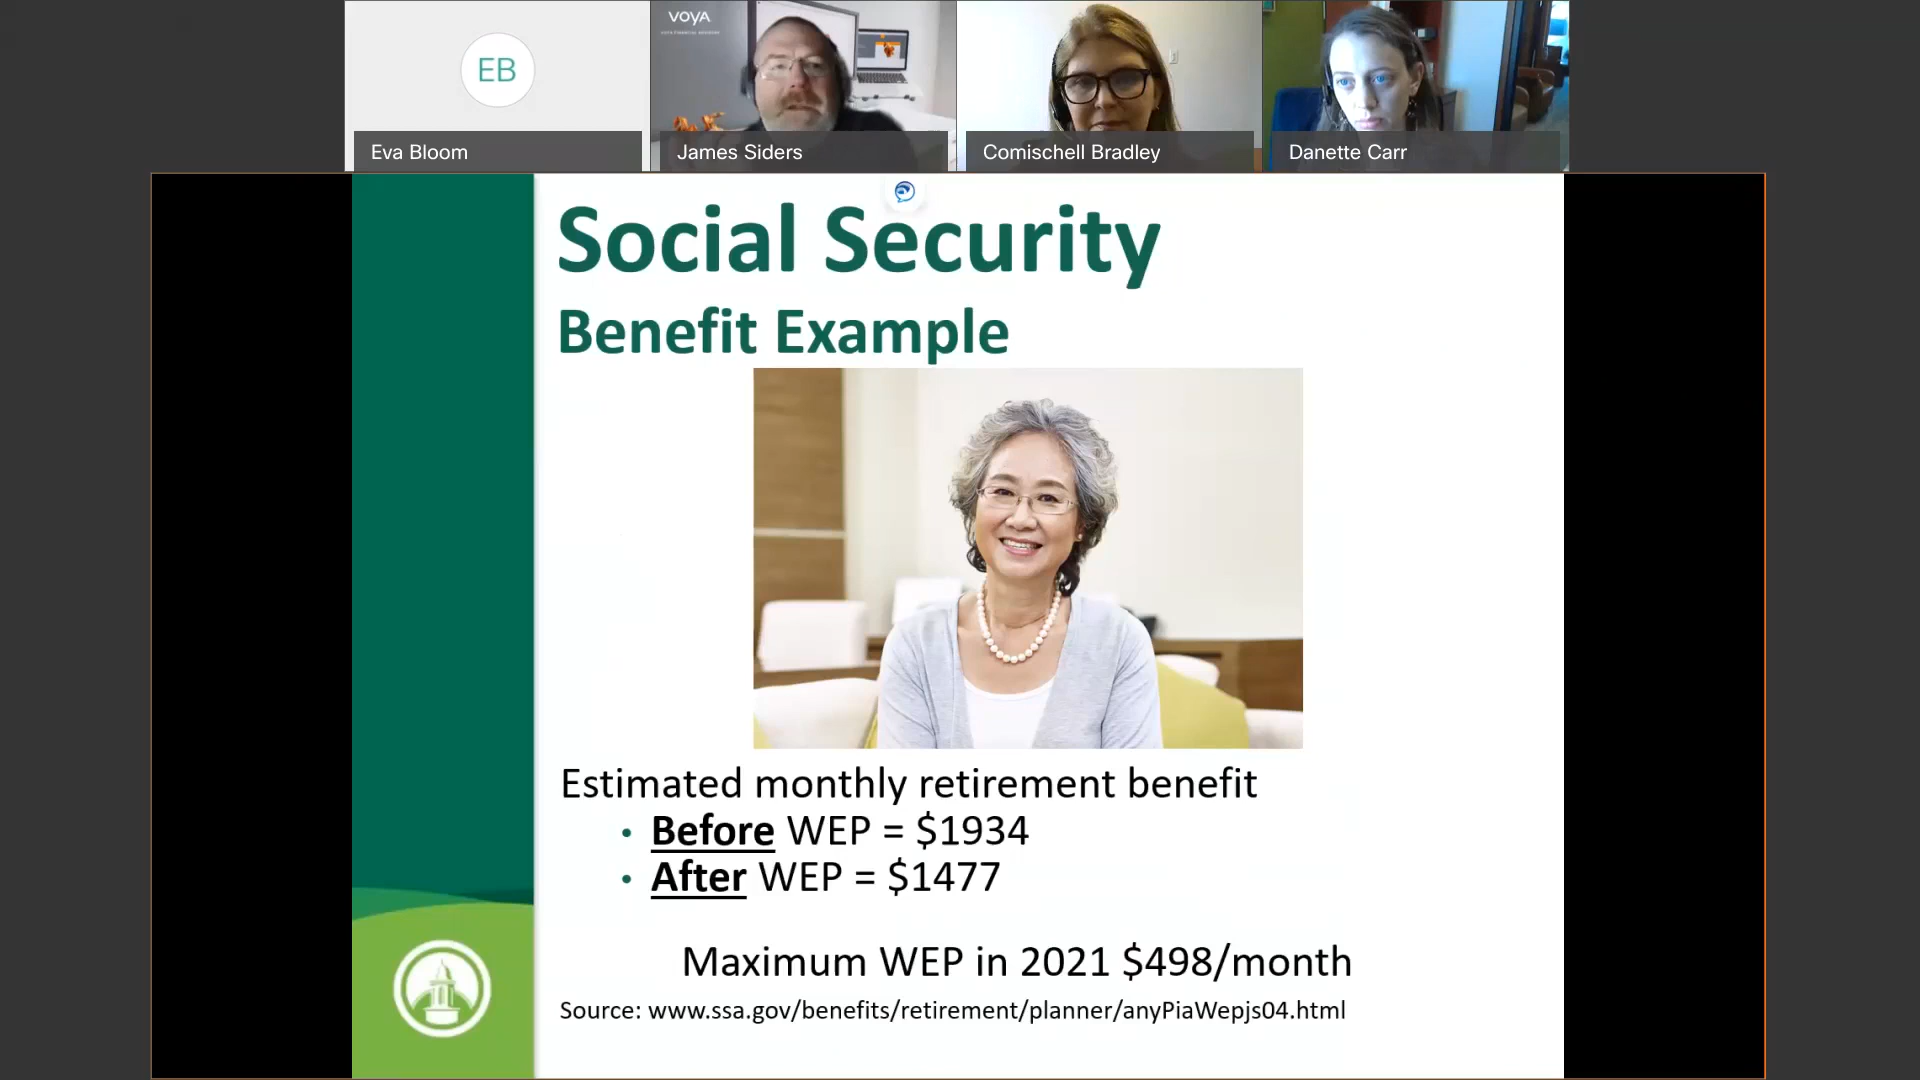 EB
VOYA
Eva Bloom
James Siders
Comischell Bradley
Danette Carr
Social Security
Benefit Example
Estimated monthly retirement benefit
• Before WEP = $1934
• After WEP = $1477
Maximum WEP in 2021 $498/month
Source: www.ssa.gov/benefits/retirement/planner/anyPiaWepjs04.html